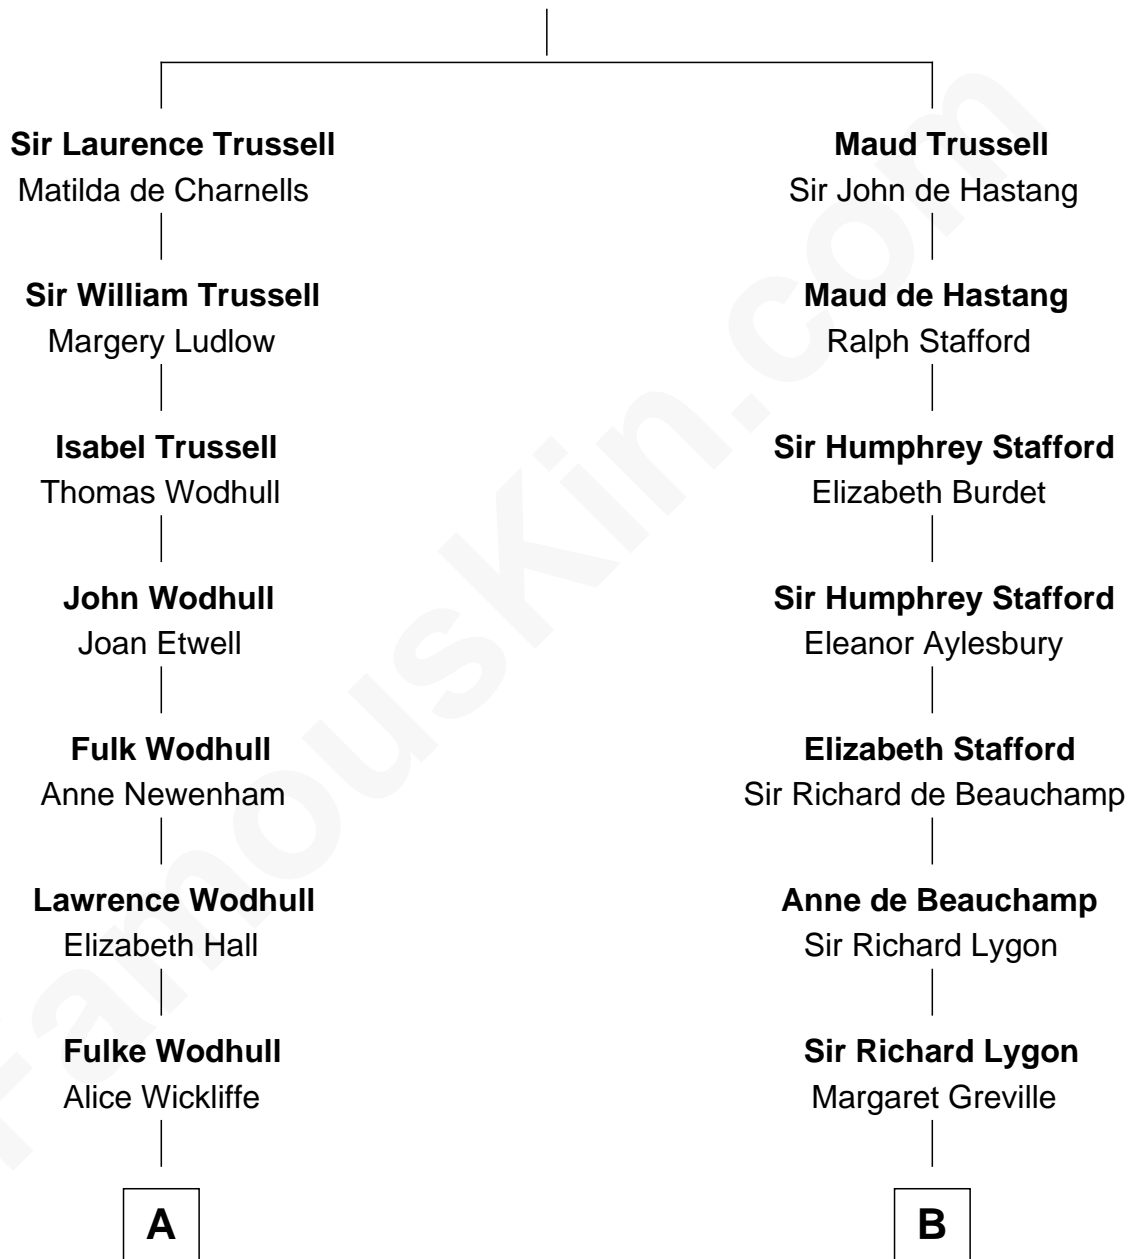 Sir Laurence Trussell
Matilda de Charnells
Sir William Trussell
Margery Ludlow
Isabel Trussell
Thomas Wodhull
John Wodhull
Joan Etwell
Fulk Wodhull
Anne Newenham
Lawrence Wodhull
Elizabeth Hall
Fulke Wodhull
Alice Wickliffe
A
Maud Trussell
Sir John de Hastang
Maud de Hastang
Ralph Stafford
Sir Humphrey Stafford
Elizabeth Burdet
Sir Humphrey Stafford
Eleanor Aylesbury
Elizabeth Stafford
Sir Richard de Beauchamp
Anne de Beauchamp
Sir Richard Lygon
Sir Richard Lygon
Margaret Greville
B
FamousKin.com